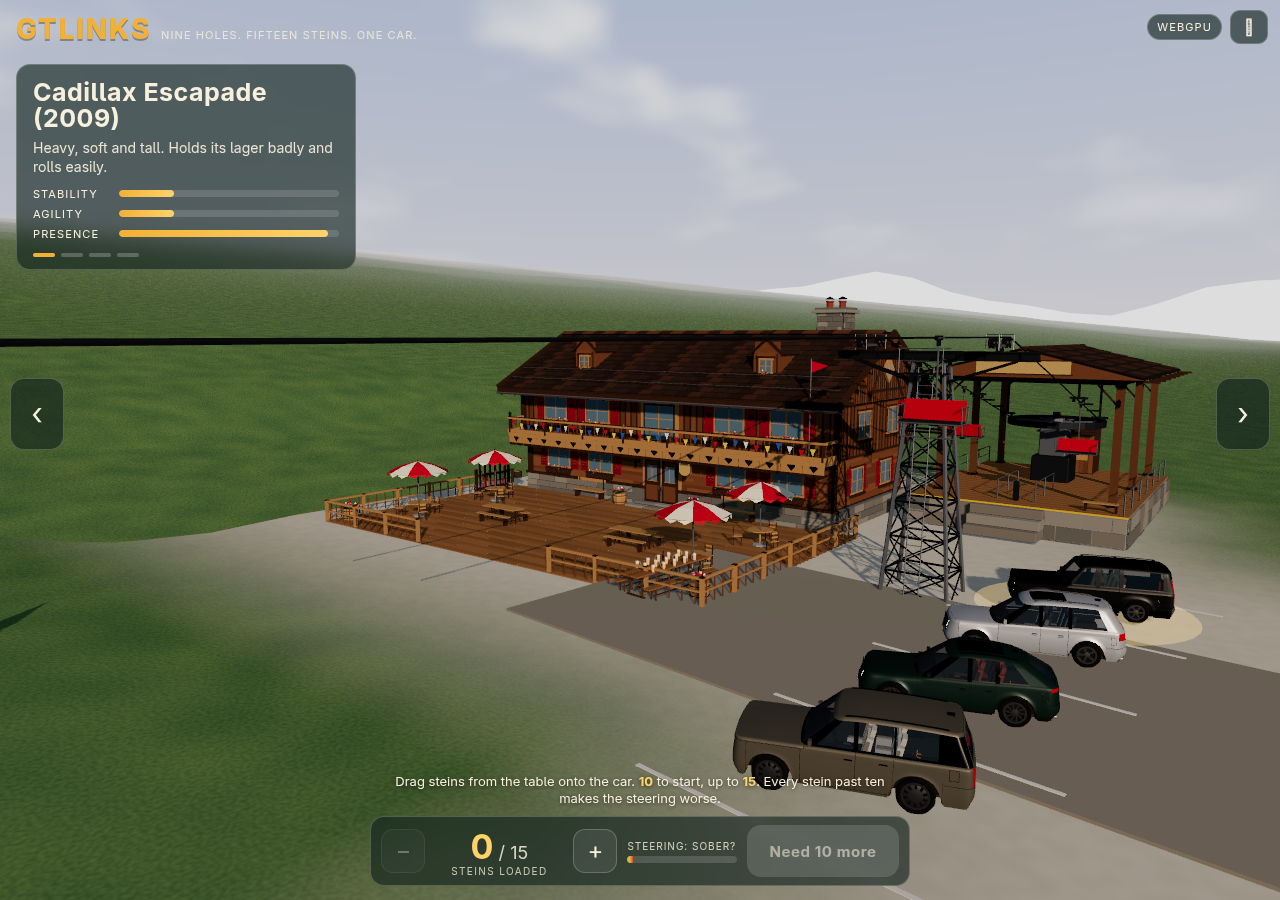 GTLINKS NINE HOLES. FIFTEEN STEINS. ONE CAR.
WEBGPU
Cadillax Escapade
(2009)
Heavy, soft and tall. Holds its lager badly and
rolls easily.
STABILITY
AGILITY
PRESENCE
‹
›
Drag steins from the table onto the car. 10 to start, up to 15. Every stein past ten
makes the steering worse.
−
0 / 15
STEINS LOADED
+
STEERING: SOBER?
Need 10 more